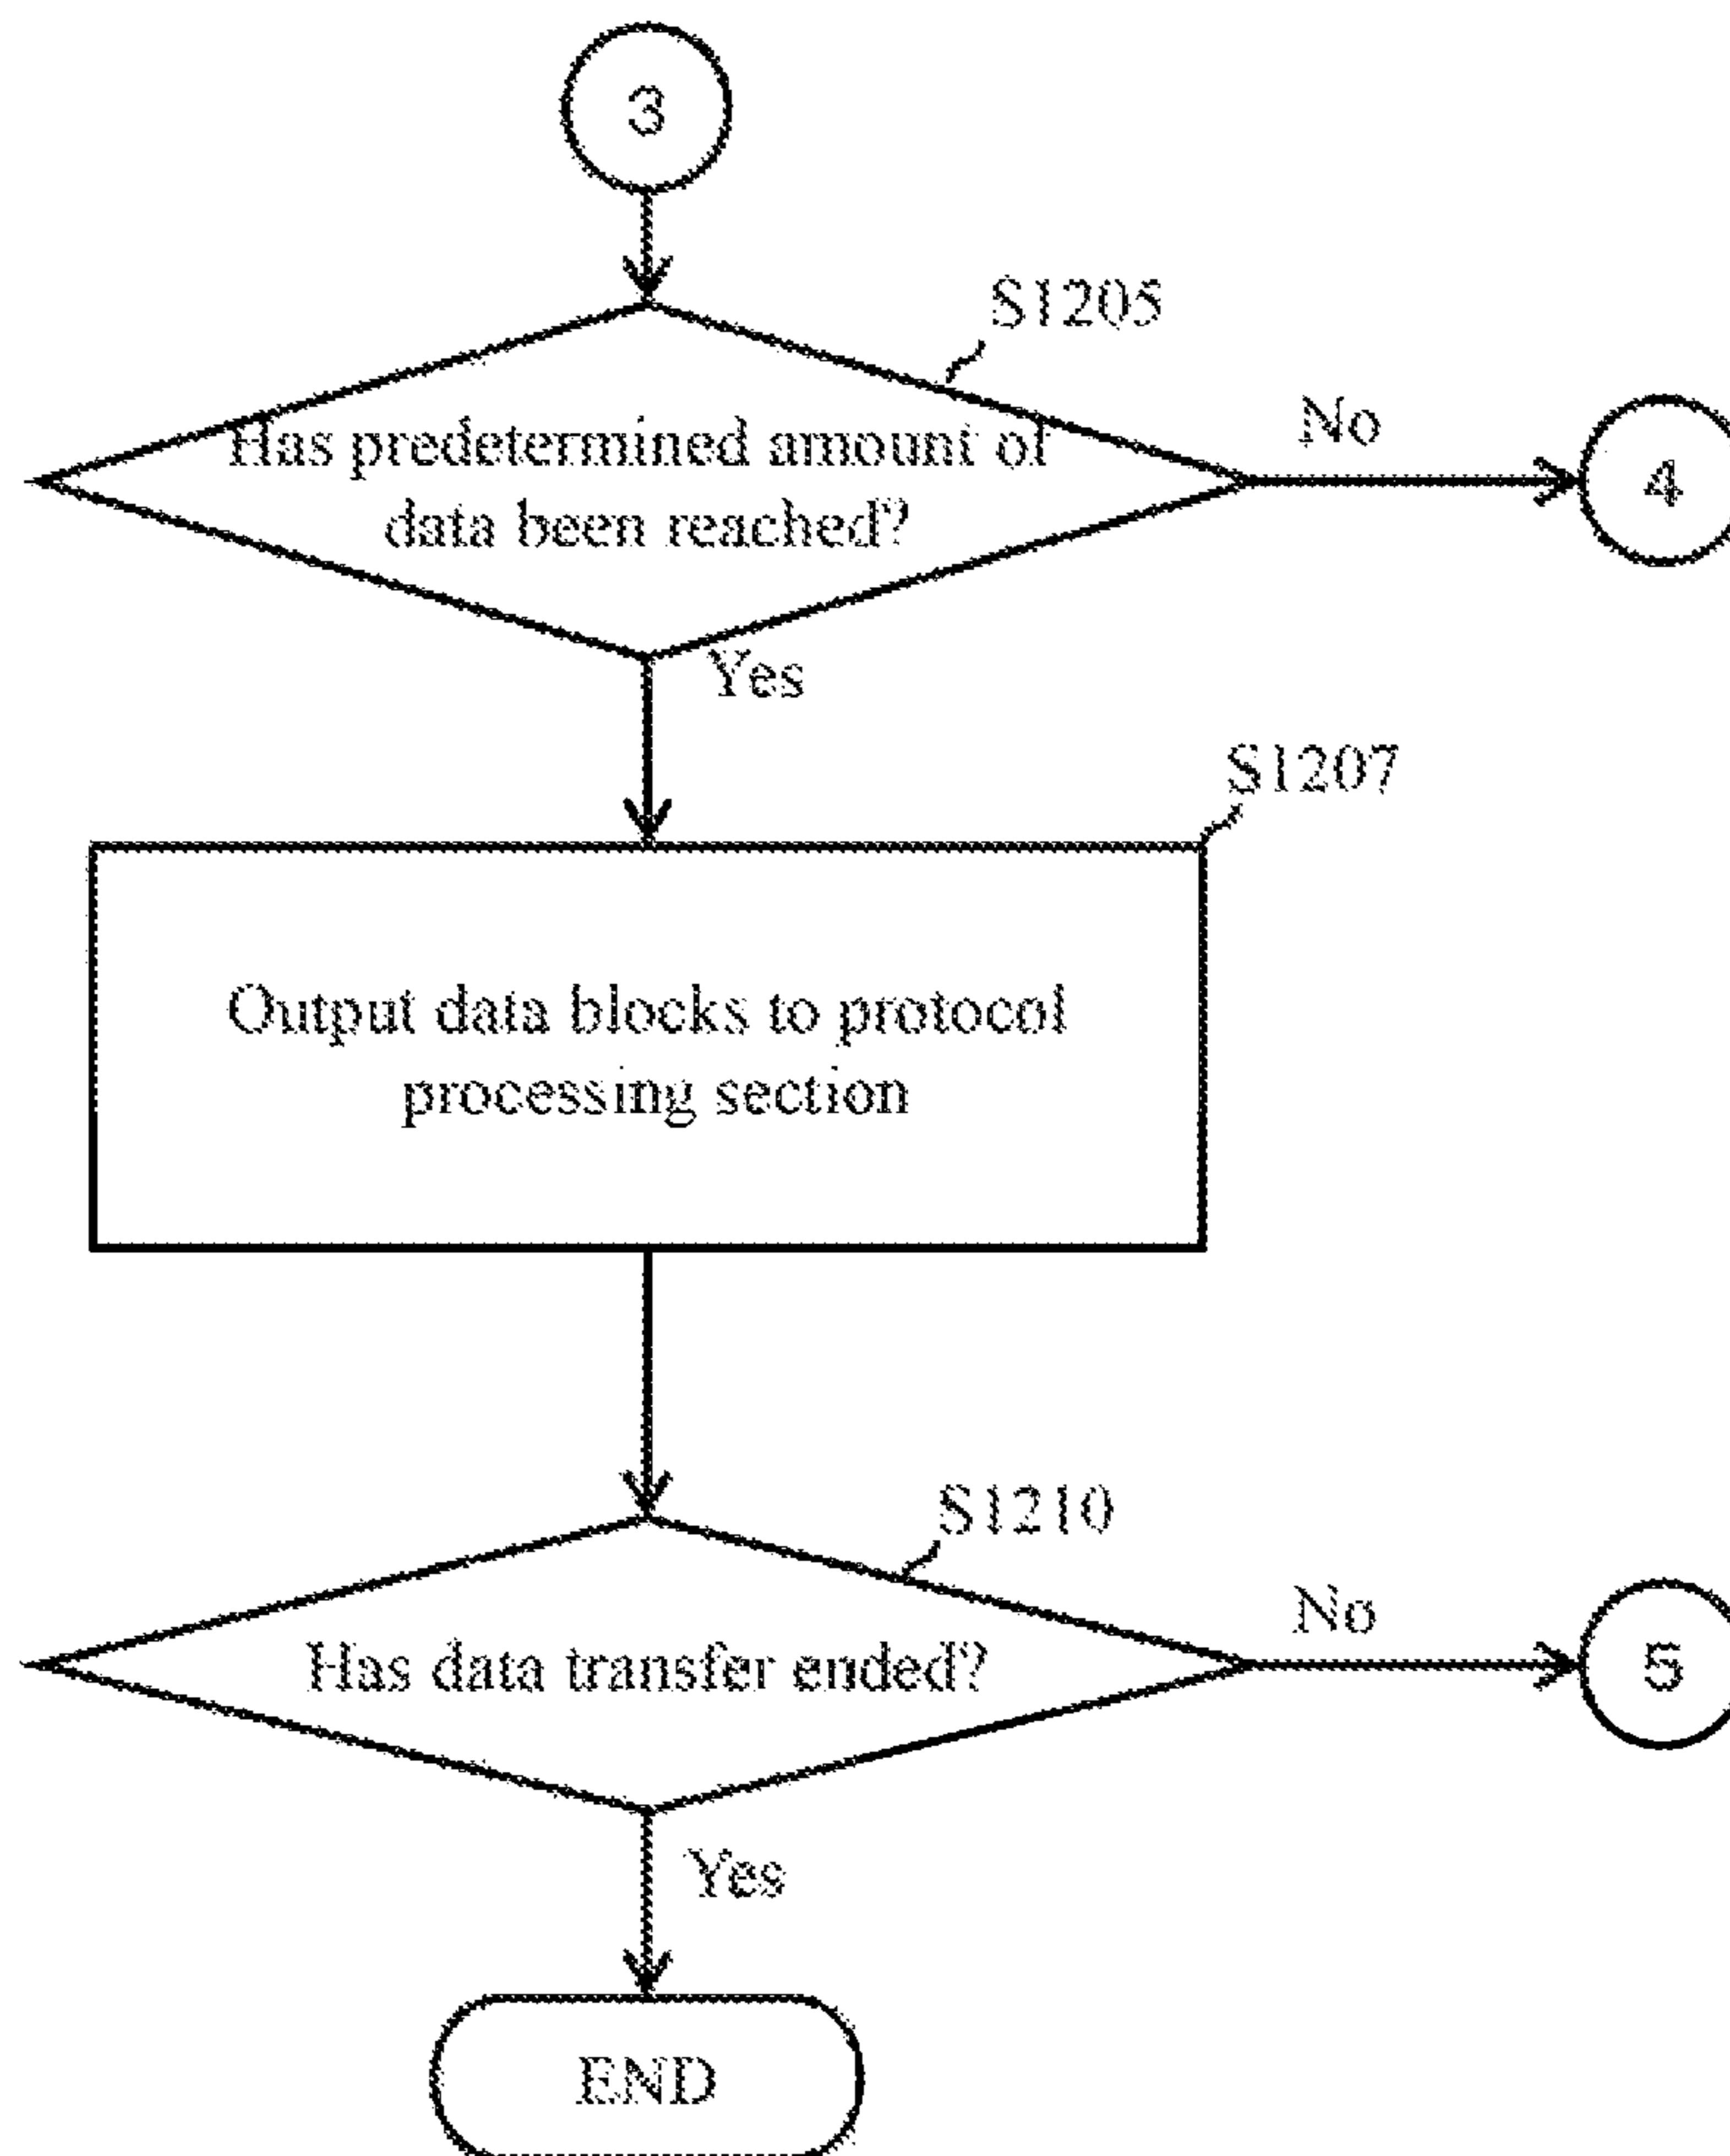 3
S1205
Has predetermined amount of
data been reached?
No
4
Yes
S1207
Output data blocks to protocol
processing section
S1210
Has data transfer ended?
No
5
Yes
END